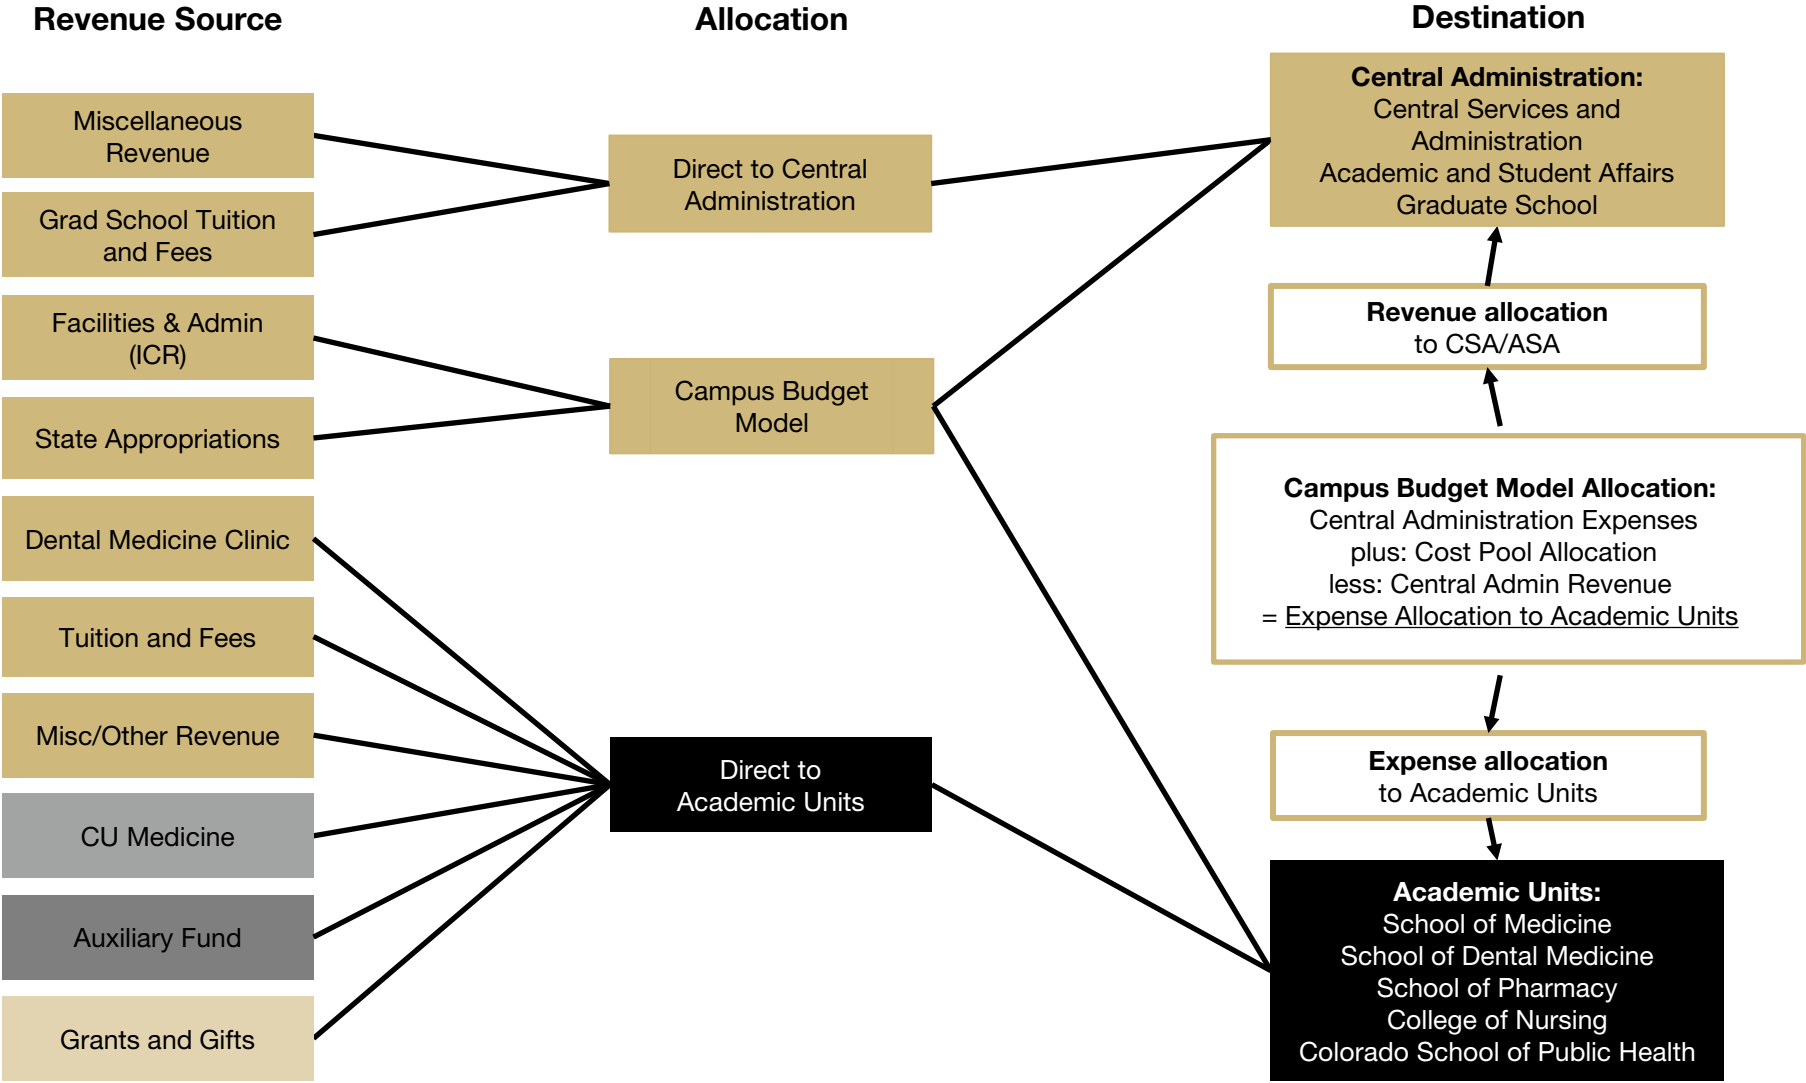 Revenue Source
Allocation
Destination
Miscellaneous
Revenue
Grad School Tuition
and Fees
Facilities & Admin
(ICR)
State Appropriations
Dental Medicine Clinic
Tuition and Fees
Misc/Other Revenue
CU Medicine
Auxiliary Fund
Grants and Gifts
Direct to Central
Administration
Campus Budget
Model
Direct to
Academic Units
Central Administration:
Central Services and
Administration
Academic and Student Affairs
Graduate School
Revenue allocation
to CSA/ASA
Campus Budget Model Allocation:
Central Administration Expenses
plus: Cost Pool Allocation
less: Central Admin Revenue
= Expense Allocation to Academic Units
Expense allocation
to Academic Units
Academic Units:
School of Medicine
School of Dental Medicine
School of Pharmacy
College of Nursing
Colorado School of Public Health